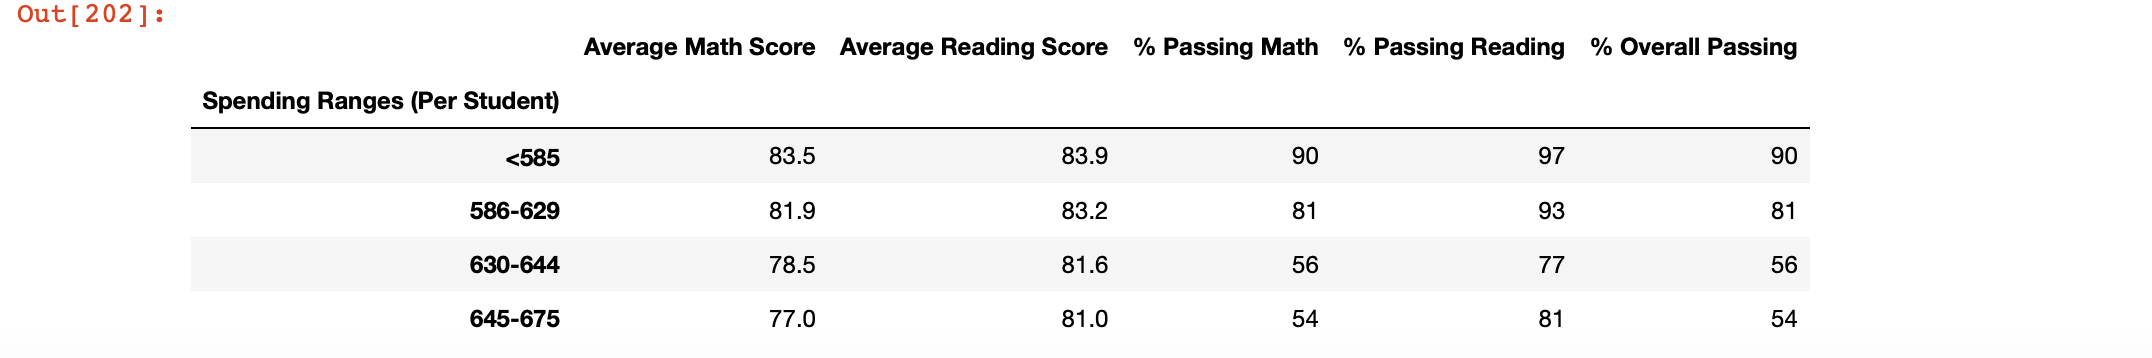 Out[202]:
Average Math Score Average Reading Score % Passing Math % Passing Reading % Overall Passing
Spending Ranges (Per Student)
<585 83.5 83.9 90 97 90
586-629 81.9 83.2 81 93 81
630-644 78.5 81.6 56 77 56
645-675 77.0 81.0 54 81 54